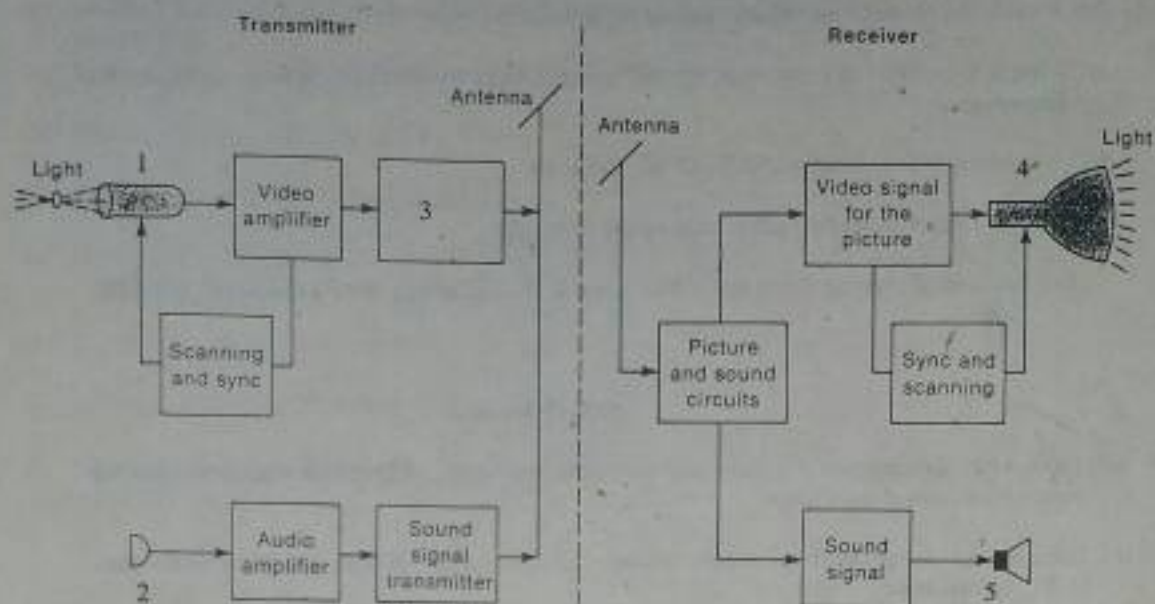 Transmitter
Receiver
Antenna
Antenna
Light
1
Video
amplifier
3
Scanning
and sync
Video signal
for the
picture
4
Light
Picture
and sound
circuits
Sync and
scanning
2
Audio
amplifier
Sound
signal
transmitter
Sound
signal
5